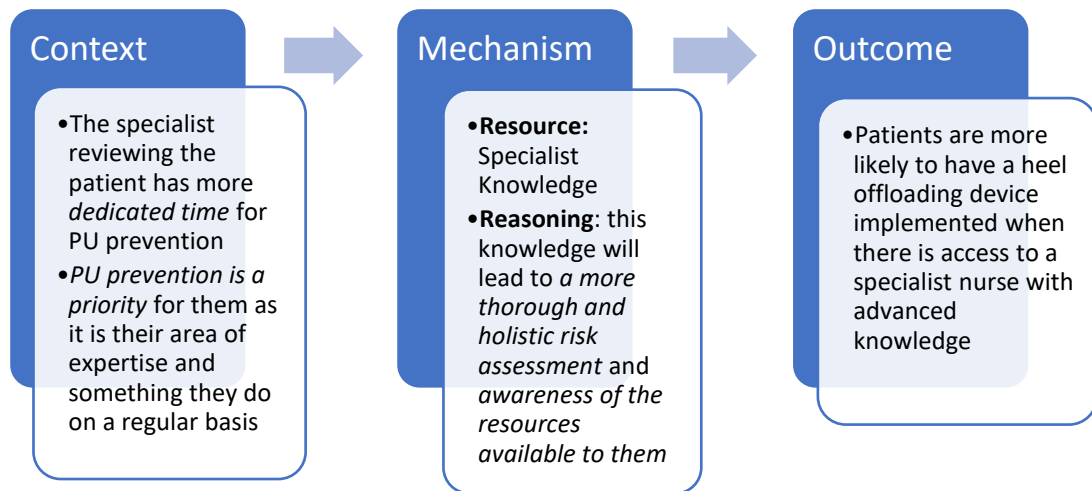 Context
•The specialist
reviewing the
patient has more
dedicated time for
PU prevention
•PU prevention is a
priority for them as
it is their area of
expertise and
something they do
on a regular basis
Mechanism
•Resource:
Specialist
Knowledge
•Reasoning: this
knowledge will
lead to a more
thorough and
holistic risk
assessment and
awareness of the
resources
available to them
Outcome
•Patients are more
likely to have a heel
offloading device
implemented when
there is access to a
specialist nurse with
advanced
knowledge